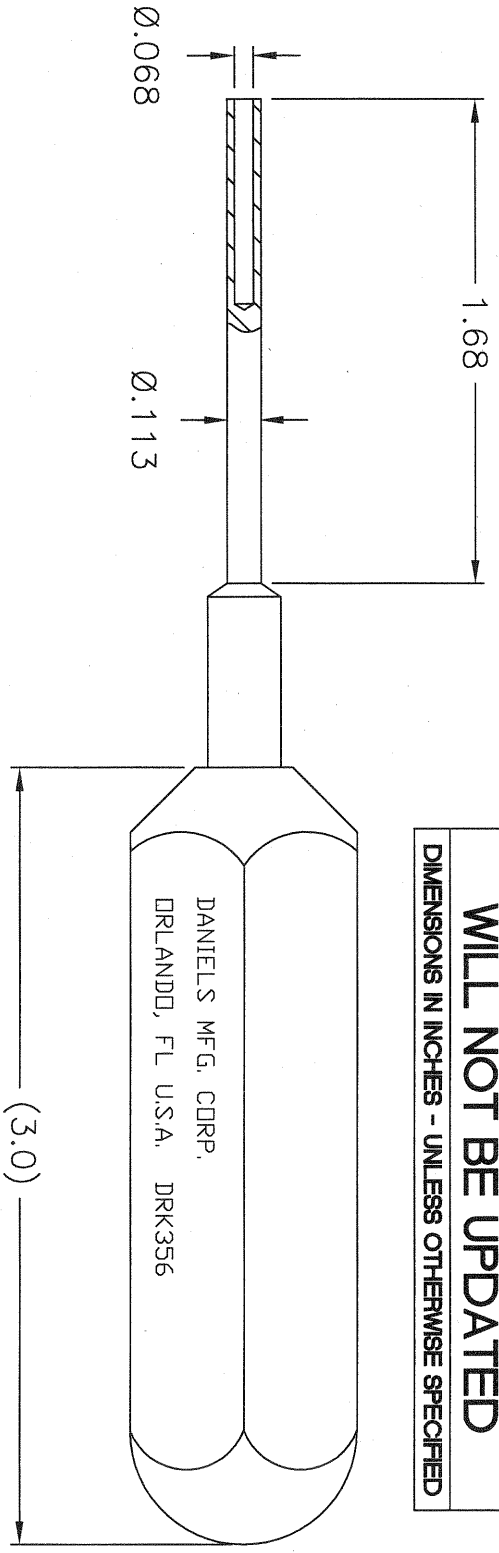 WILL NOT BE UPDATED
DIMENSIONS IN INCHES - UNLESS OTHERWISE SPECIFIED
1.68
Ø.068
Ø.113
DANIELS MFG. CORP.
ORLANDO, FL U.S.A. DRK356
(3.0)